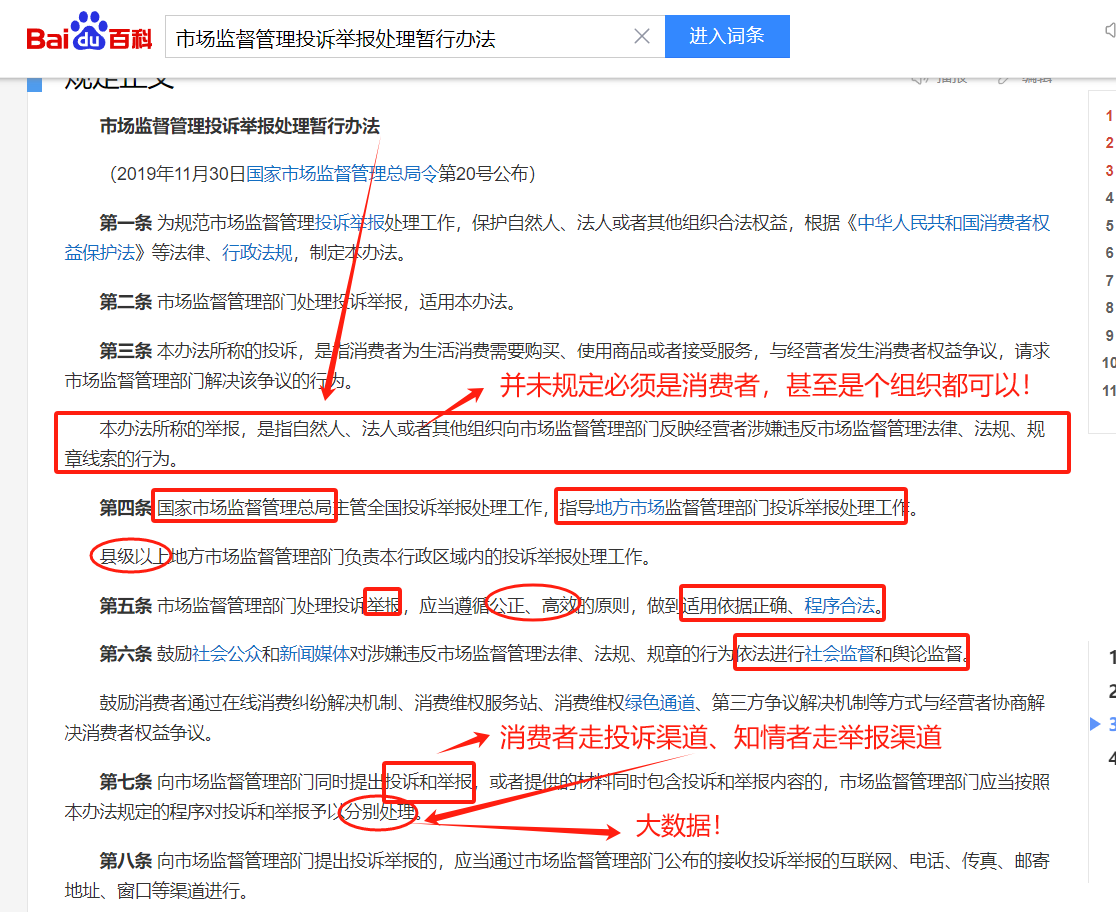 Bai du 百科
市场监督管理投诉举报处理暂行办法
进入词条
规定正文
播报
编辑
市场监督管理投诉举报处理暂行办法
（2019年11月30日国家市场监督管理总局令第20号公布）
第一条 为规范市场监督管理投诉举报处理工作，保护自然人、法人或者其他组织合法权益，根据《中华人民共和国消费者权
益保护法》等法律、行政法规，制定本办法。
第二条 市场监督管理部门处理投诉举报，适用本办法。
第三条 本办法所称的投诉，是指消费者为生活消费需要购买、使用商品或者接受服务，与经营者发生消费者权益争议，请求
市场监督管理部门解决该争议的行为。
并未规定必须是消费者，甚至是个组织都可以！
本办法所称的举报，是指自然人、法人或者其他组织向市场监督管理部门反映经营者涉嫌违反市场监督管理法律、法规、规
章线索的行为。
第四条 国家市场监督管理总局主管全国投诉举报处理工作，指导地方市场监督管理部门投诉举报处理工作。
县级以上地方市场监督管理部门负责本行政区域内的投诉举报处理工作。
第五条 市场监督管理部门处理投诉举报，应当遵循公正、高效的原则，做到适用依据正确、程序合法。
第六条 鼓励社会公众和新闻媒体对涉嫌违反市场监督管理法律、法规、规章的行为依法进行社会监督和舆论监督。
鼓励消费者通过在线消费纠纷解决机制、消费维权服务站、消费维权绿色通道、第三方争议解决机制等方式与经营者协商解
决消费者权益争议。
消费者走投诉渠道、知情者走举报渠道
第七条 向市场监督管理部门同时提出投诉和举报，或者提供的材料同时包含投诉和举报内容的，市场监督管理部门应当按照
本办法规定的程序对投诉和举报予以分别处理。
大数据！
第八条 向市场监督管理部门提出投诉举报的，应当通过市场监督管理部门公布的接收投诉举报的互联网、电话、传真、邮寄
地址、窗口等渠道进行。
1
2
3
4
5
6
7
8
9
10
11
1
2
3
4